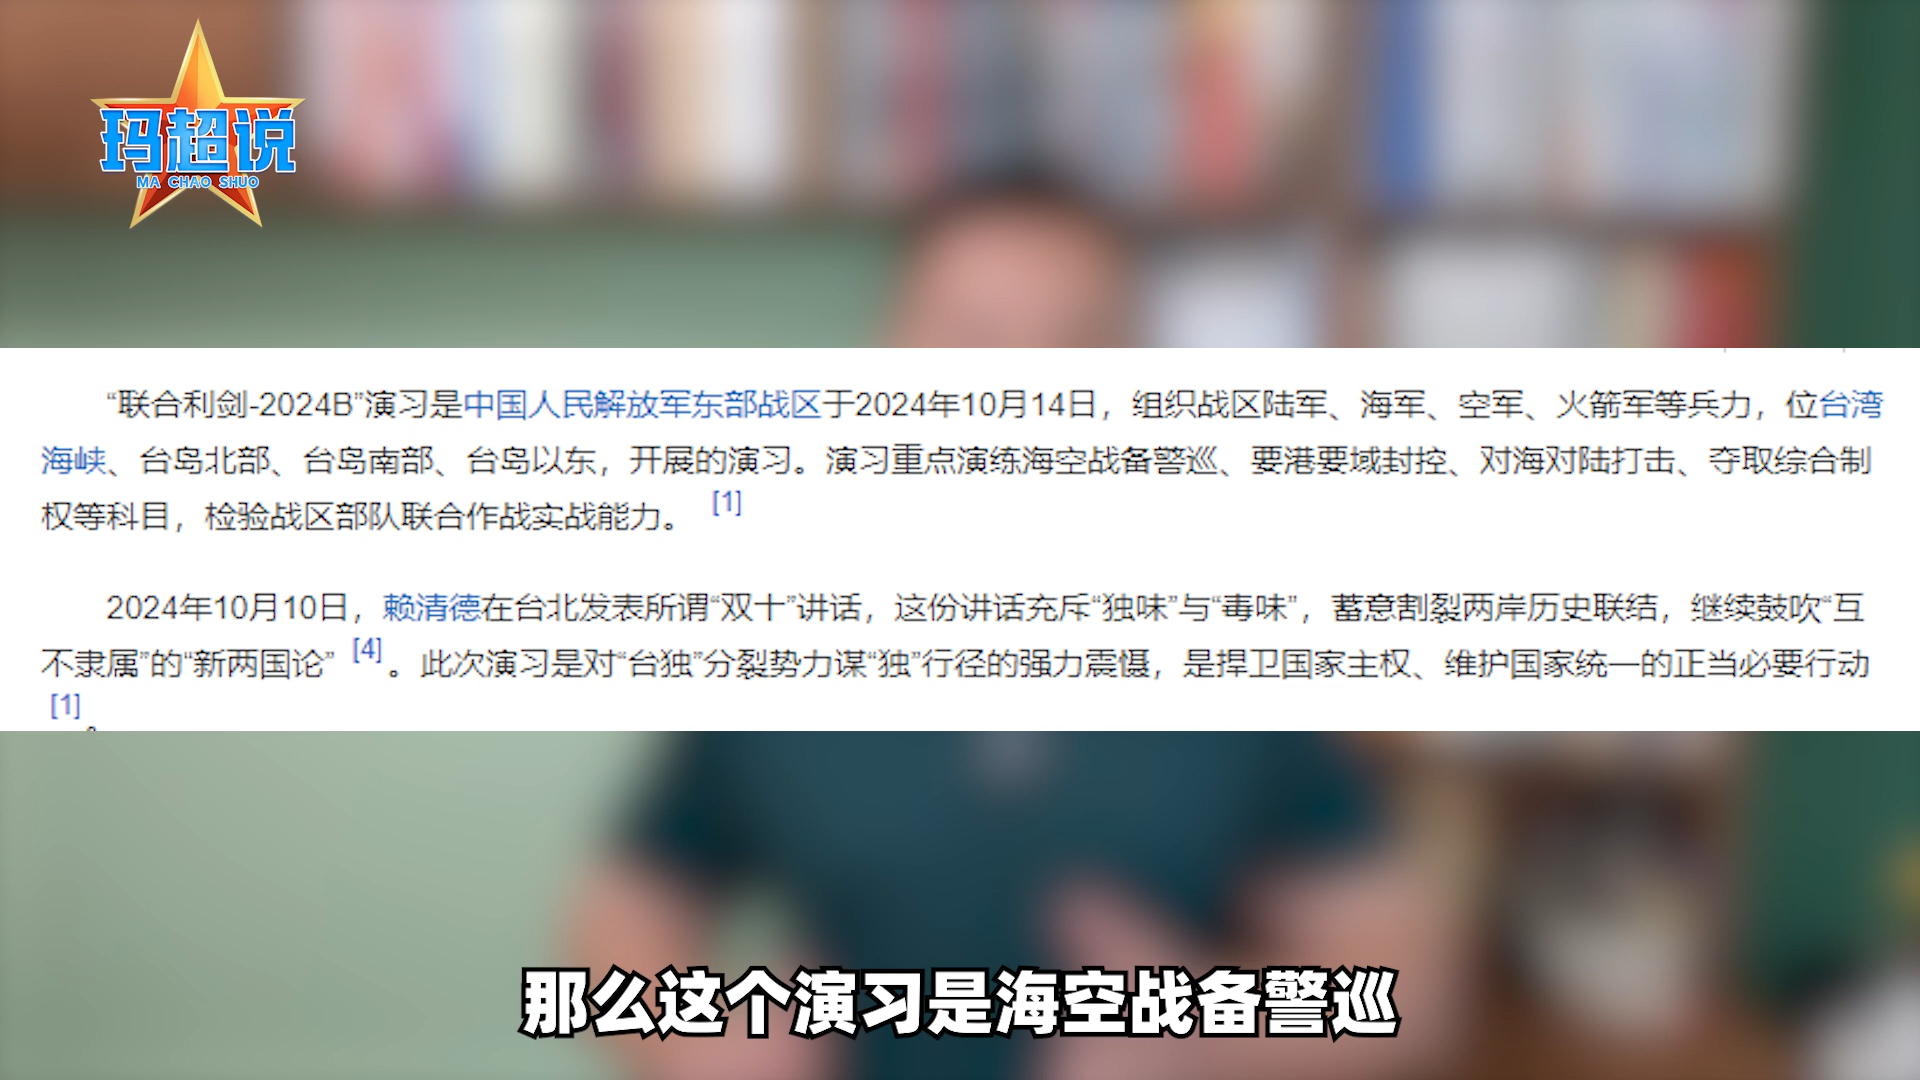 玛超说
MA CHAO SHUO
“联合利剑-2024B”演习是中国人民解放军东部战区于2024年10月14日，组织战区陆军、海军、空军、火箭军等兵力，位台湾
海峡、台岛北部、台岛南部、台岛以东，开展的演习。演习重点演练海空战备警巡、要港要域封控、对海对陆打击、夺取综合制
权等科目，检验战区部队联合作战实战能力。 [1]
2024年10月10日，赖清德在台北发表所谓“双十”讲话，这份讲话充斥“独味”与“毒味”，蓄意割裂两岸历史联结，继续鼓吹“互
不隶属”的“新两国论” [4] 。此次演习是对“台独”分裂势力谋“独”行径的强力震慑，是捍卫国家主权、维护国家统一的正当必要行动
[1] 。
那么这个演习是海空战备警巡